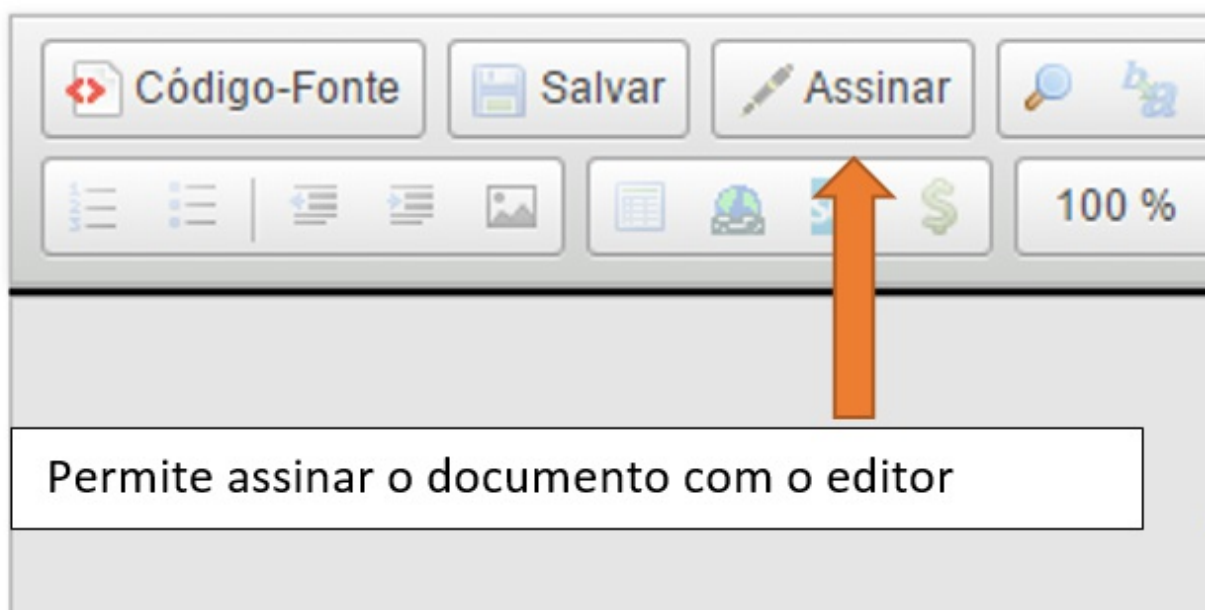 Código-Fonte Salvar Assinar
100 %
Permite assinar o documento com o editor